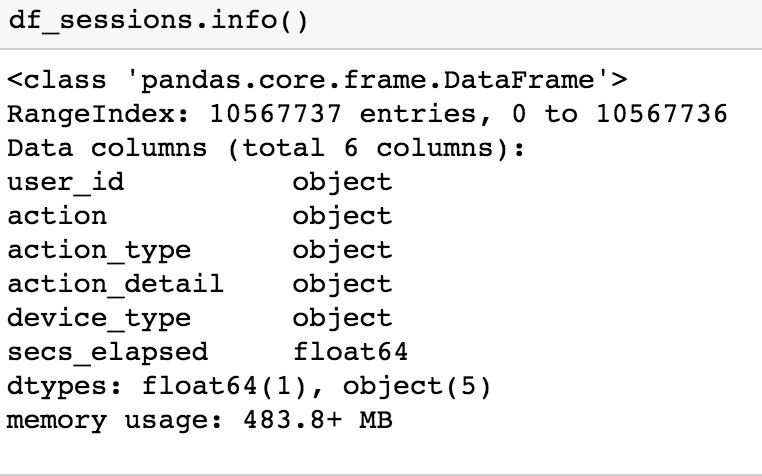 df_sessions.info()
<class 'pandas.core.frame.DataFrame'>
RangeIndex: 10567737 entries, 0 to 10567736
Data columns (total 6 columns):
user_id          object
action           object
action_type      object
action_detail    object
device_type      object
secs_elapsed     float64
dtypes: float64(1), object(5)
memory usage: 483.8+ MB